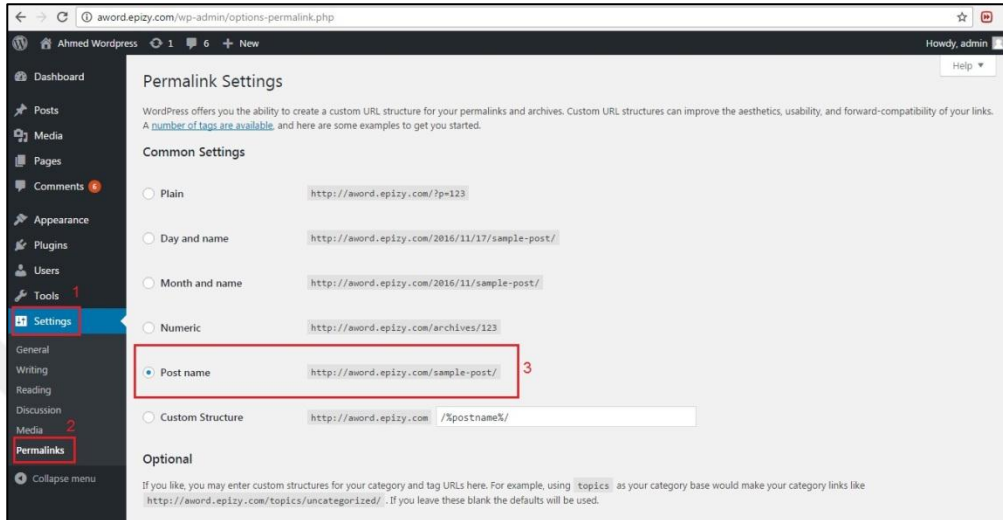 aword.epizy.com/wp-admin/options-permalink.php
Ahmed Wordpress 1 6 + New Howdy, admin
Help ▼
Dashboard
Posts
Media
Pages
Comments 6
Appearance
Plugins
Users
Tools 1
Settings
General
Writing
Reading
Discussion
Media 2
Permalinks
Collapse menu
Permalink Settings
WordPress offers you the ability to create a custom URL structure for your permalinks and archives. Custom URL structures can improve the aesthetics, usability, and forward-compatibility of your links.
A number of tags are available, and here are some examples to get you started.
Common Settings
Plain http://aword.epizy.com/?p=123
Day and name http://aword.epizy.com/2016/11/17/sample-post/
Month and name http://aword.epizy.com/2016/11/sample-post/
Numeric http://aword.epizy.com/archives/123
Post name http://aword.epizy.com/sample-post/ 3
Custom Structure http://aword.epizy.com /%postname%/
Optional
If you like, you may enter custom structures for your category and tag URLs here. For example, using topics as your category base would make your category links like
http://aword.epizy.com/topics/uncategorized/ . If you leave these blank the defaults will be used.